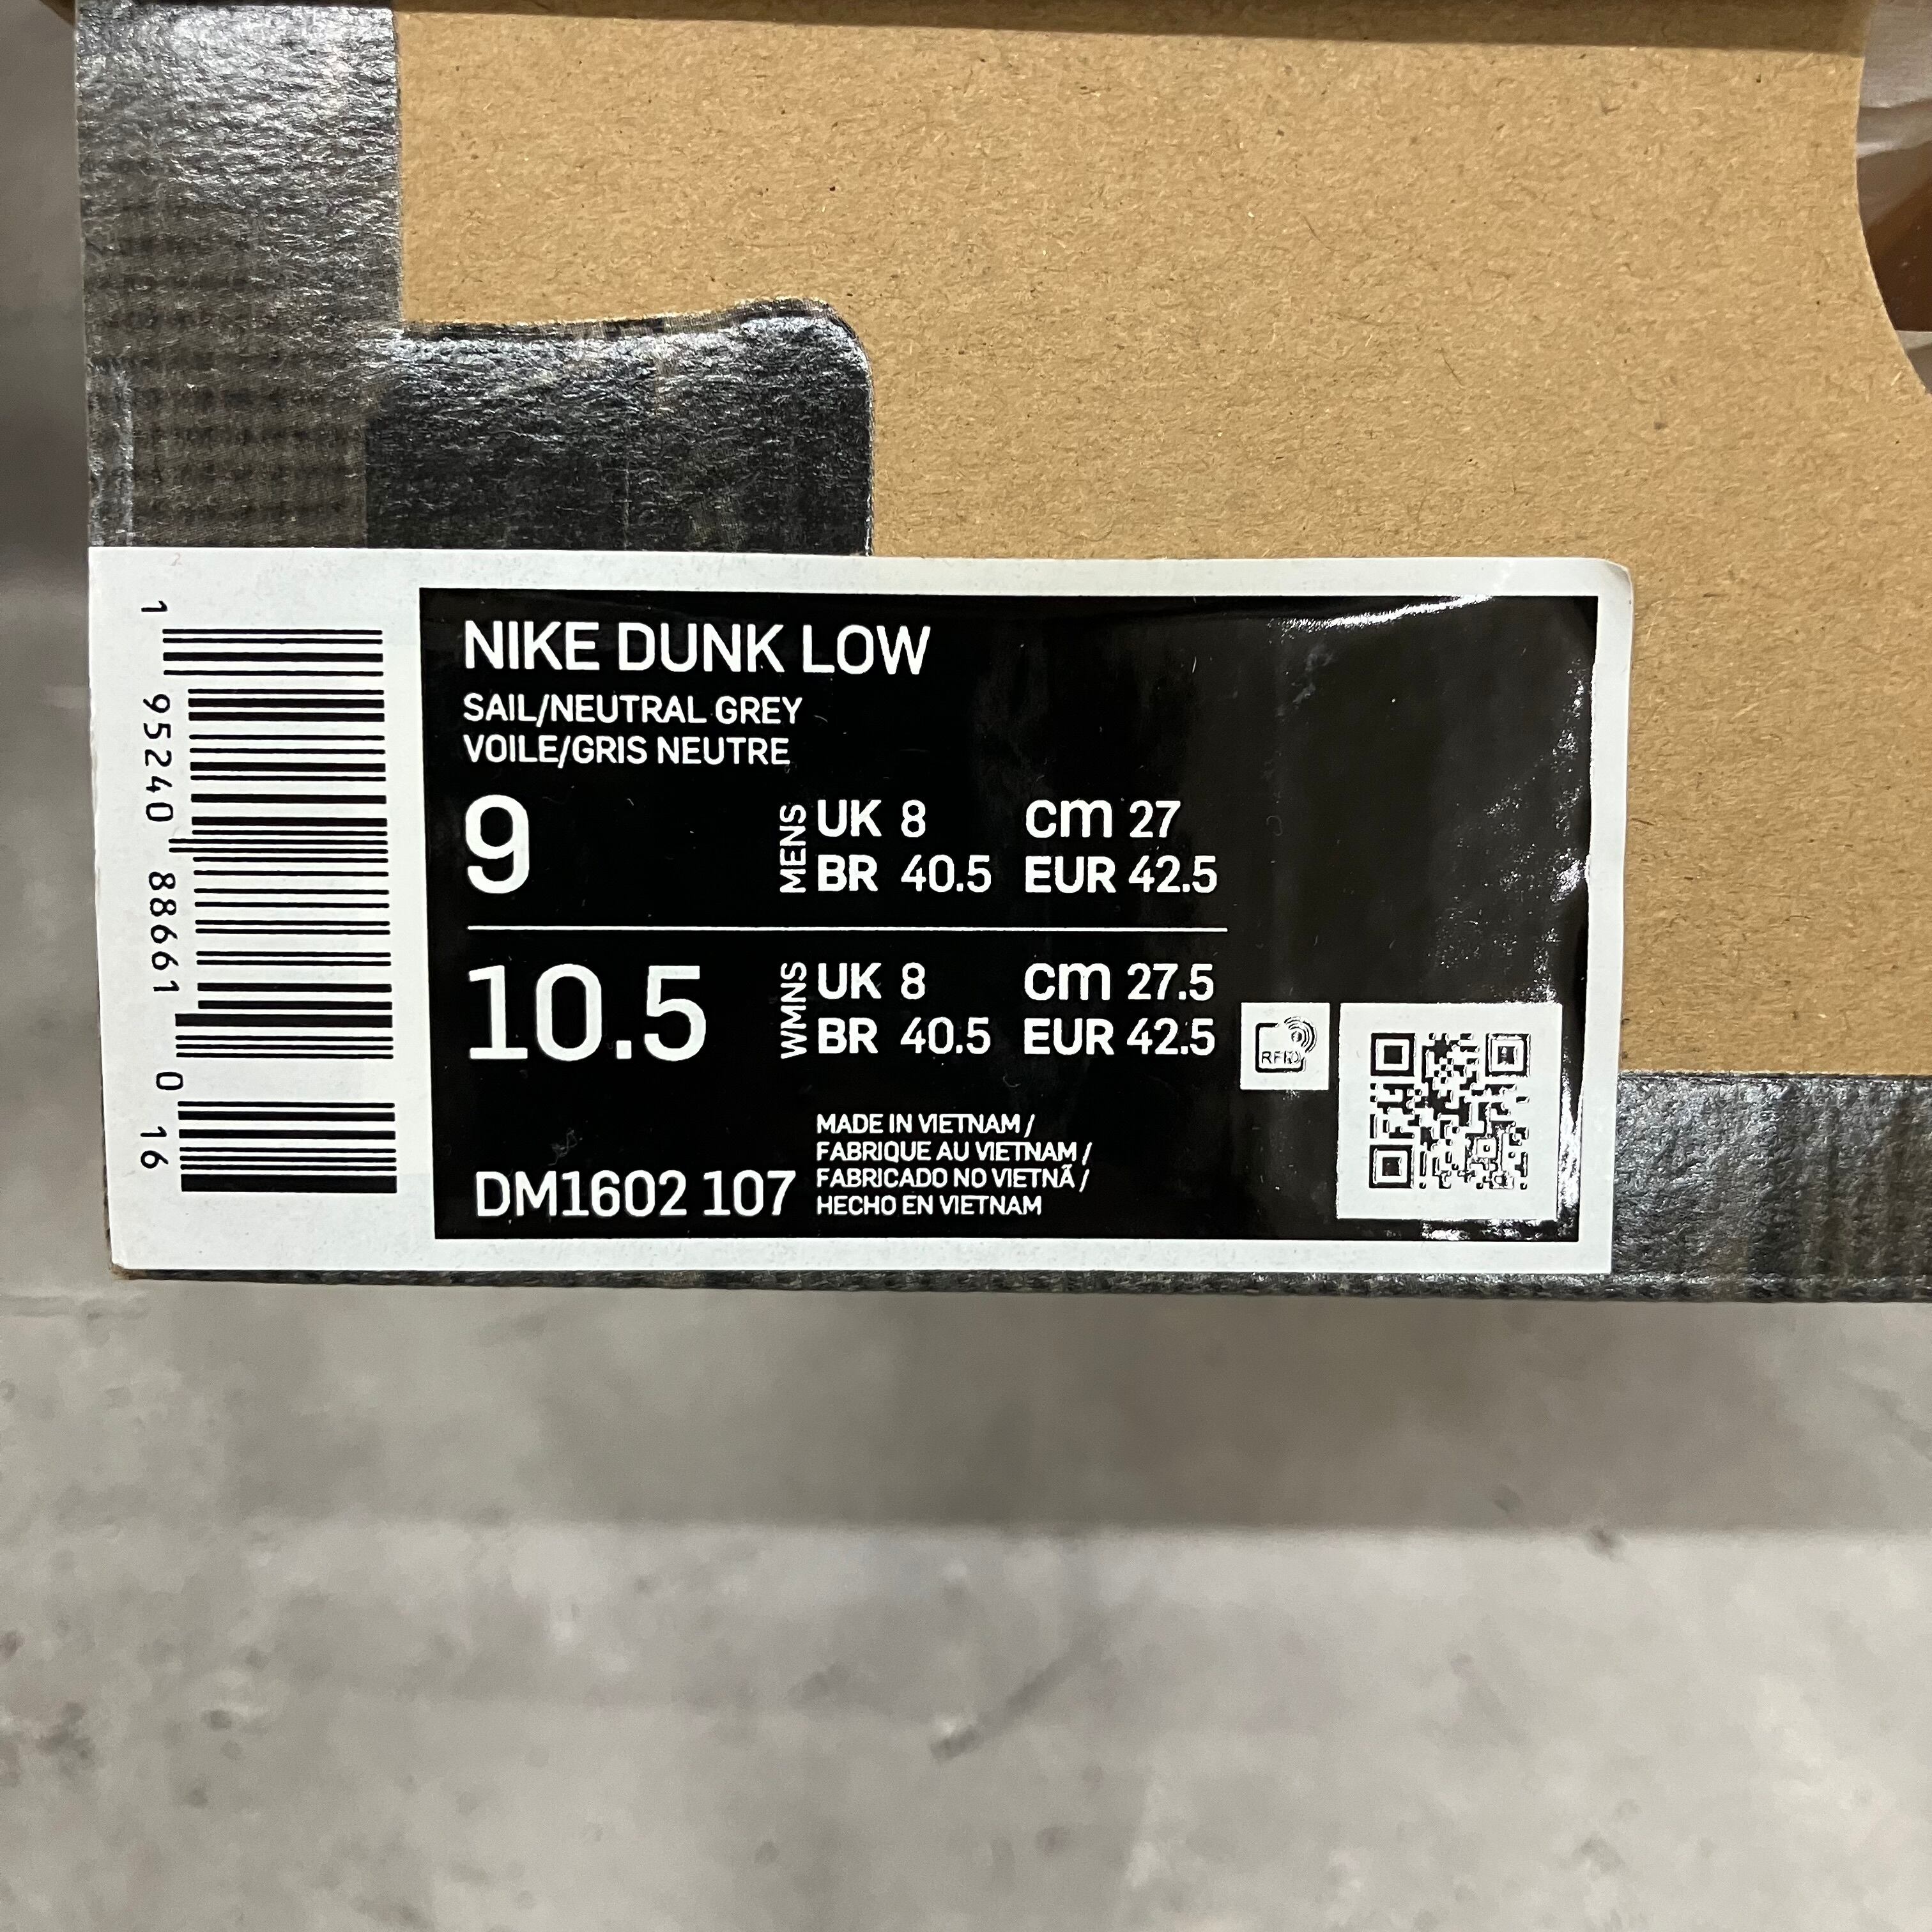 1 95240 88661 0 16
NIKE DUNK LOW
SAIL/NEUTRAL GREY
VOILE/GRIS NEUTRE
9
MENS
UK 8 cm 27
BR 40.5 EUR 42.5
10.5
WMNS
UK 8 cm 27.5
BR 40.5 EUR 42.5
RFID
DM1602 107
MADE IN VIETNAM /
FABRIQUE AU VIETNAM /
FABRICADO NO VIETNÃ /
HECHO EN VIETNAM